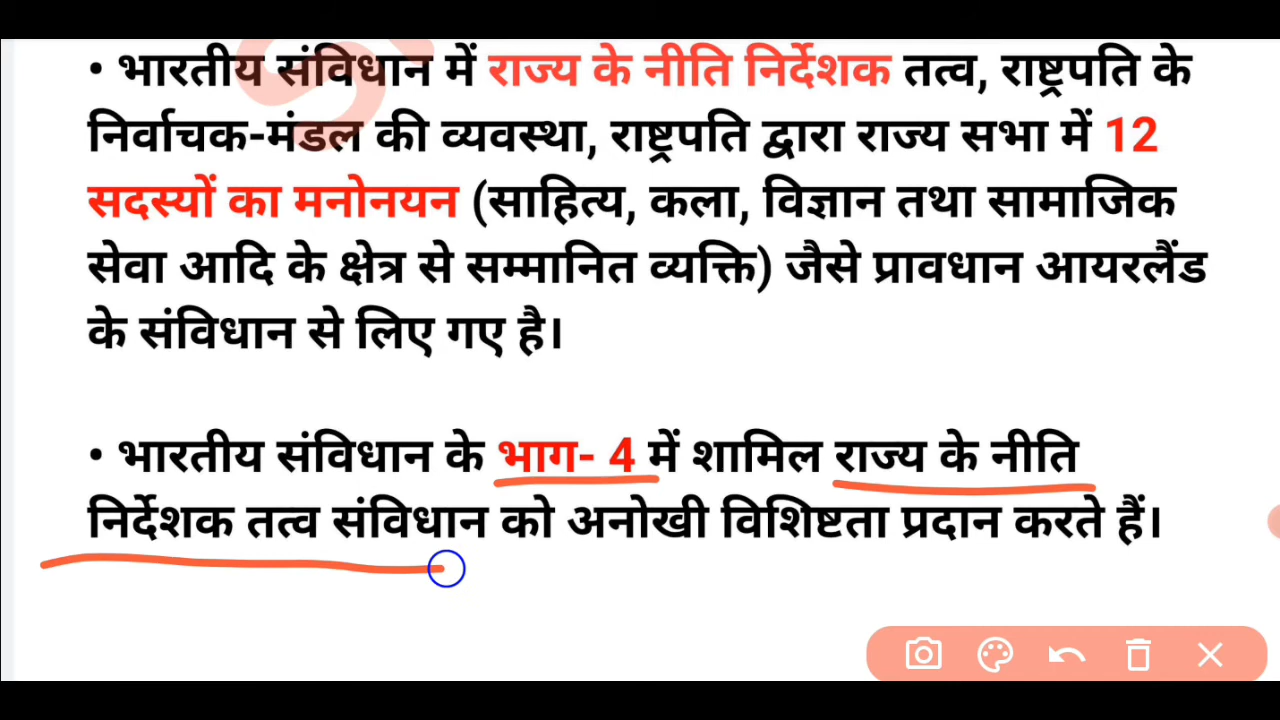 • भारतीय संविधान में राज्य के नीति निर्देशक तत्व, राष्ट्रपति के
निर्वाचक-मंडल की व्यवस्था, राष्ट्रपति द्वारा राज्य सभा में 12
सदस्यों का मनोनयन (साहित्य, कला, विज्ञान तथा सामाजिक
सेवा आदि के क्षेत्र से सम्मानित व्यक्ति) जैसे प्रावधान आयरलैंड
के संविधान से लिए गए है।
• भारतीय संविधान के भाग- 4 में शामिल राज्य के नीति
निर्देशक तत्व संविधान को अनोखी विशिष्टता प्रदान करते हैं।